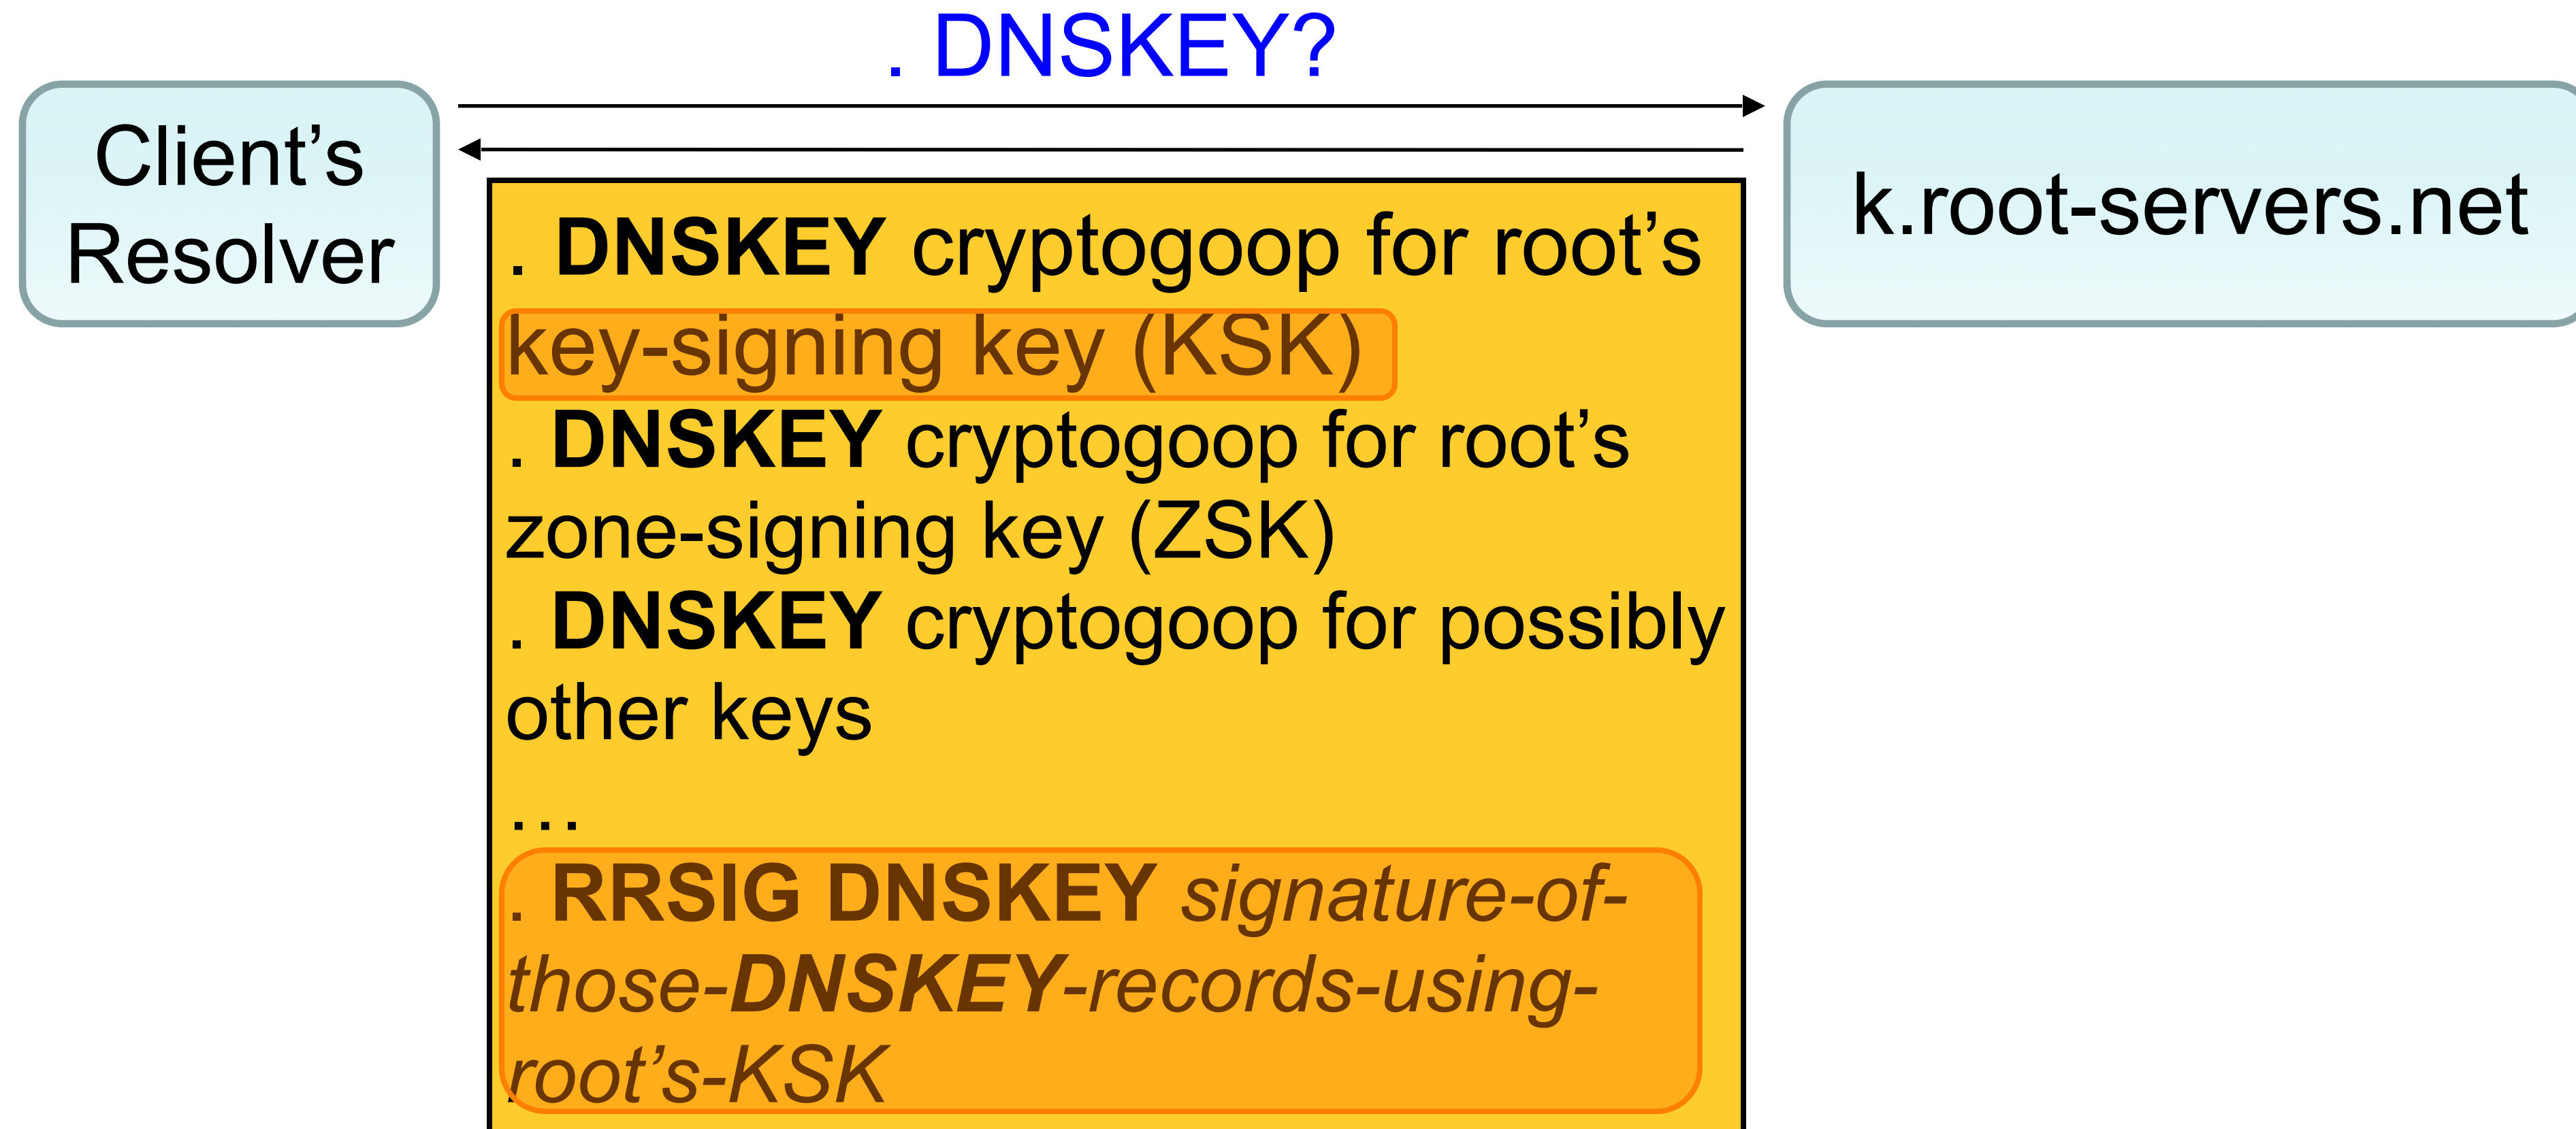 . DNSKEY?
Client’s
Resolver
k.root-servers.net
. DNSKEY cryptogoop for root’s
key-signing key (KSK)
. DNSKEY cryptogoop for root’s
zone-signing key (ZSK)
. DNSKEY cryptogoop for possibly
other keys
…
. RRSIG DNSKEY signature-of-
those-DNSKEY-records-using-
root’s-KSK